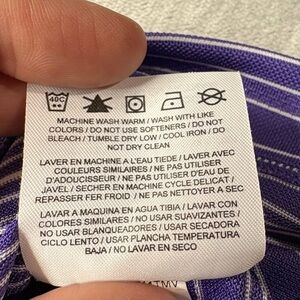 40C
MACHINE WASH WARM / WASH WITH LIKE
COLORS / DO NOT USE SOFTENERS / DO NOT
BLEACH / TUMBLE DRY LOW / COOL IRON / DO
NOT DRY CLEAN
LAVER EN MACHINE A L'EAU TIEDE / LAVER AVEC
COULEURS SIMILAIRES / NE PAS UTILISER
D'ADOUCISSEUR / NE PAS UTILISER D'EAU DE
JAVEL / SECHER EN MACHINE CYCLE DELICAT /
REPASSER FER FROID / NE PAS NETTOYER A SEC
LAVAR A MAQUINA EN AGUA TIBIA / LAVAR CON
COLORES SIMILARES / NO USAR SUAVIZANTES /
NO USAR BLANQUEADORES / USAR SECADORA,
CICLO LENTO / USAR PLANCHA TEMPERATURA
BAJA / NO LAVAR EN SECO